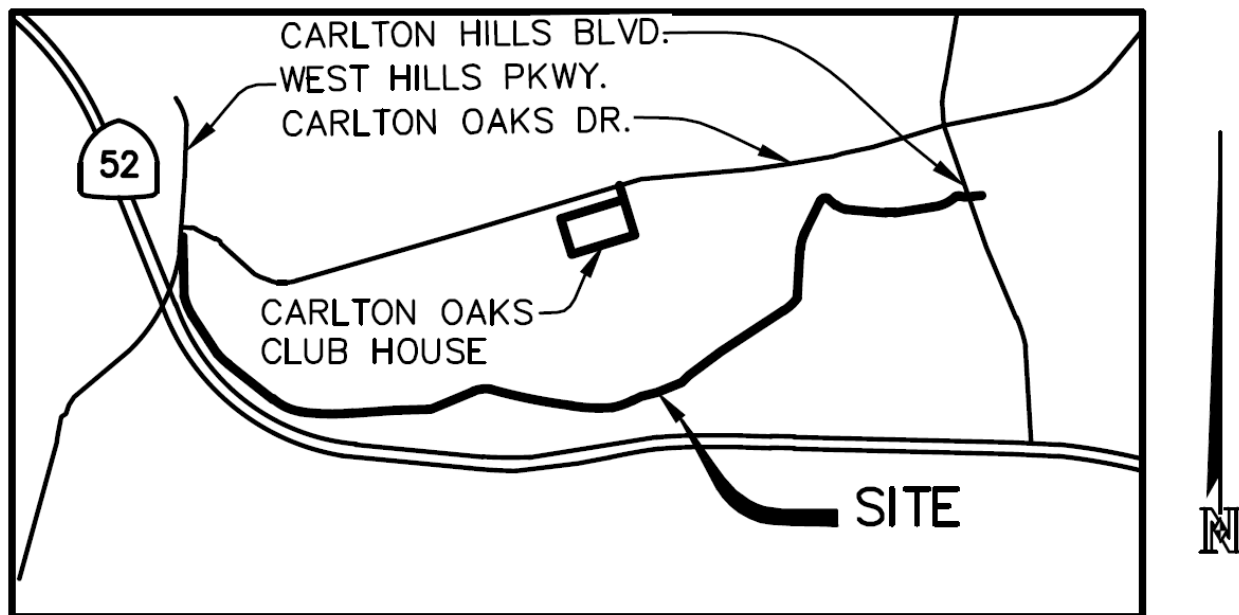 CARLTON HILLS BLVD.
WEST HILLS PKWY.
CARLTON OAKS DR.
52
CARLTON OAKS
CLUB HOUSE
SITE
N